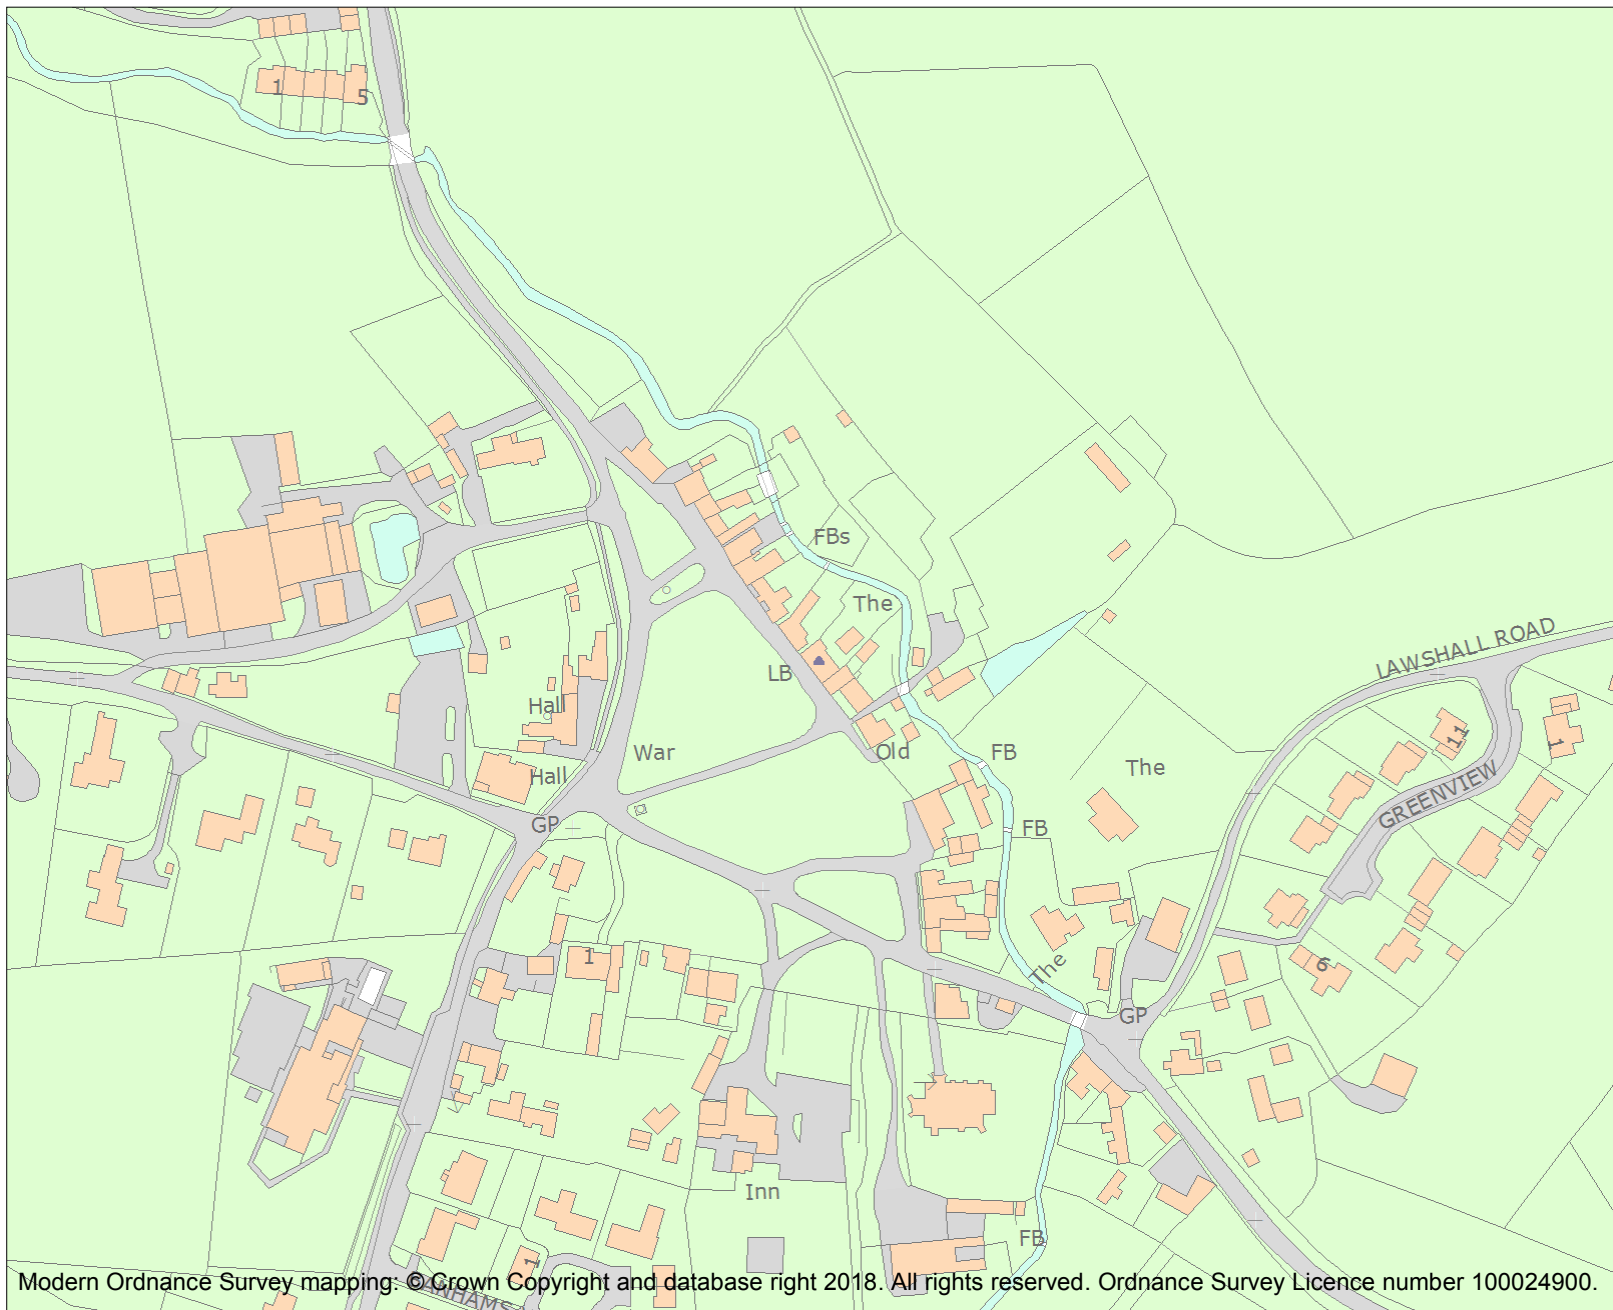 1
5
FBs
The
LB
Hall
War
Old
FB
The
Hall
GP
FB
LAWSHALL ROAD
11
1
GREENVIEW
1
6
The
GP
Inn
FB
1
Modern Ordnance Survey mapping: © Crown Copyright and database right 2018. All rights reserved. Ordnance Survey Licence number 100024900.